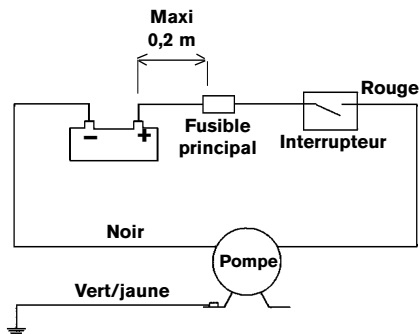 Maxi
0,2 m
Rouge
− +
Fusible
principal
Interrupteur
Noir
Pompe
Vert/jaune